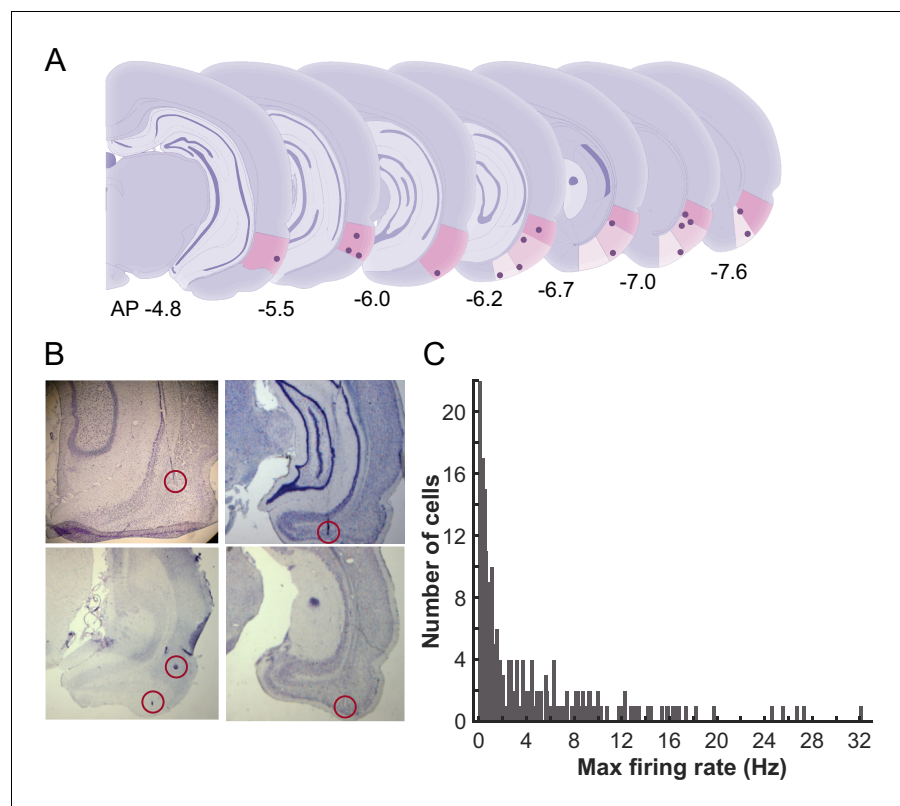 A
AP -4.8
-5.5
-6.0
-6.2
-6.7
-7.0
-7.6
B
C
20
16
12
8
4
0
Number of cells
0 4 8 12 16 20 24 28 32
Max firing rate (Hz)